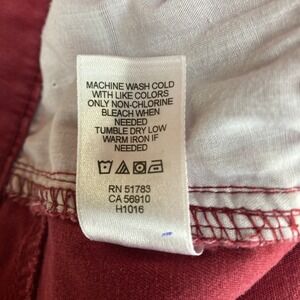 MACHINE WASH COLD
WITH LIKE COLORS
ONLY NON-CHLORINE
BLEACH WHEN
NEEDED
TUMBLE DRY LOW
WARM IRON IF
NEEDED
RN 51783
CA 56910
H1016